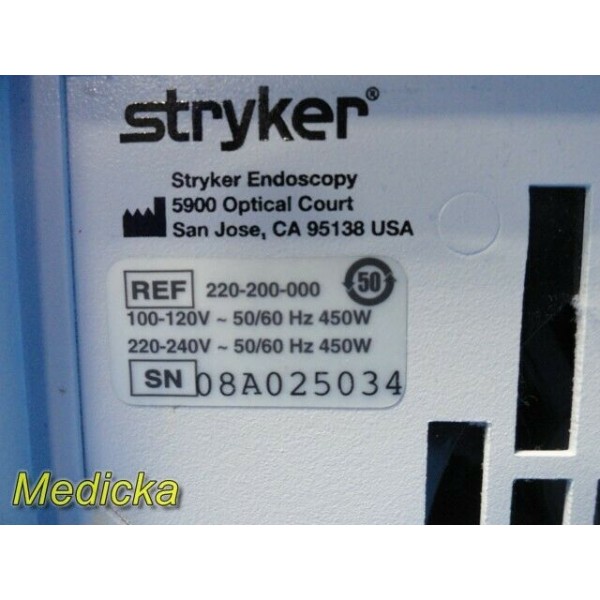 stryker®
Stryker Endoscopy
5900 Optical Court
San Jose, CA 95138 USA
REF 220-200-000 50
100-120V ~ 50/60 Hz 450W
220-240V ~ 50/60 Hz 450W
SN 08A025034
Medicka